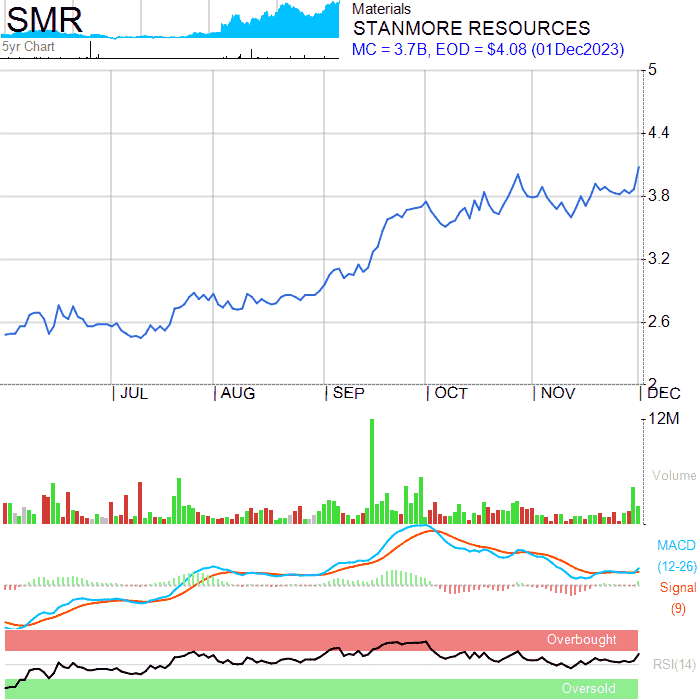 SMR
5yr Chart
Materials
STANMORE RESOURCES
MC = 3.7B, EOD = $4.08 (01Dec2023)
5
4.4
3.8
3.2
2.6
2
JUL
AUG
SEP
OCT
NOV
DEC
12M
Volume
MACD
(12-26)
Signal
(9)
Overbought
RSI(14)
Oversold